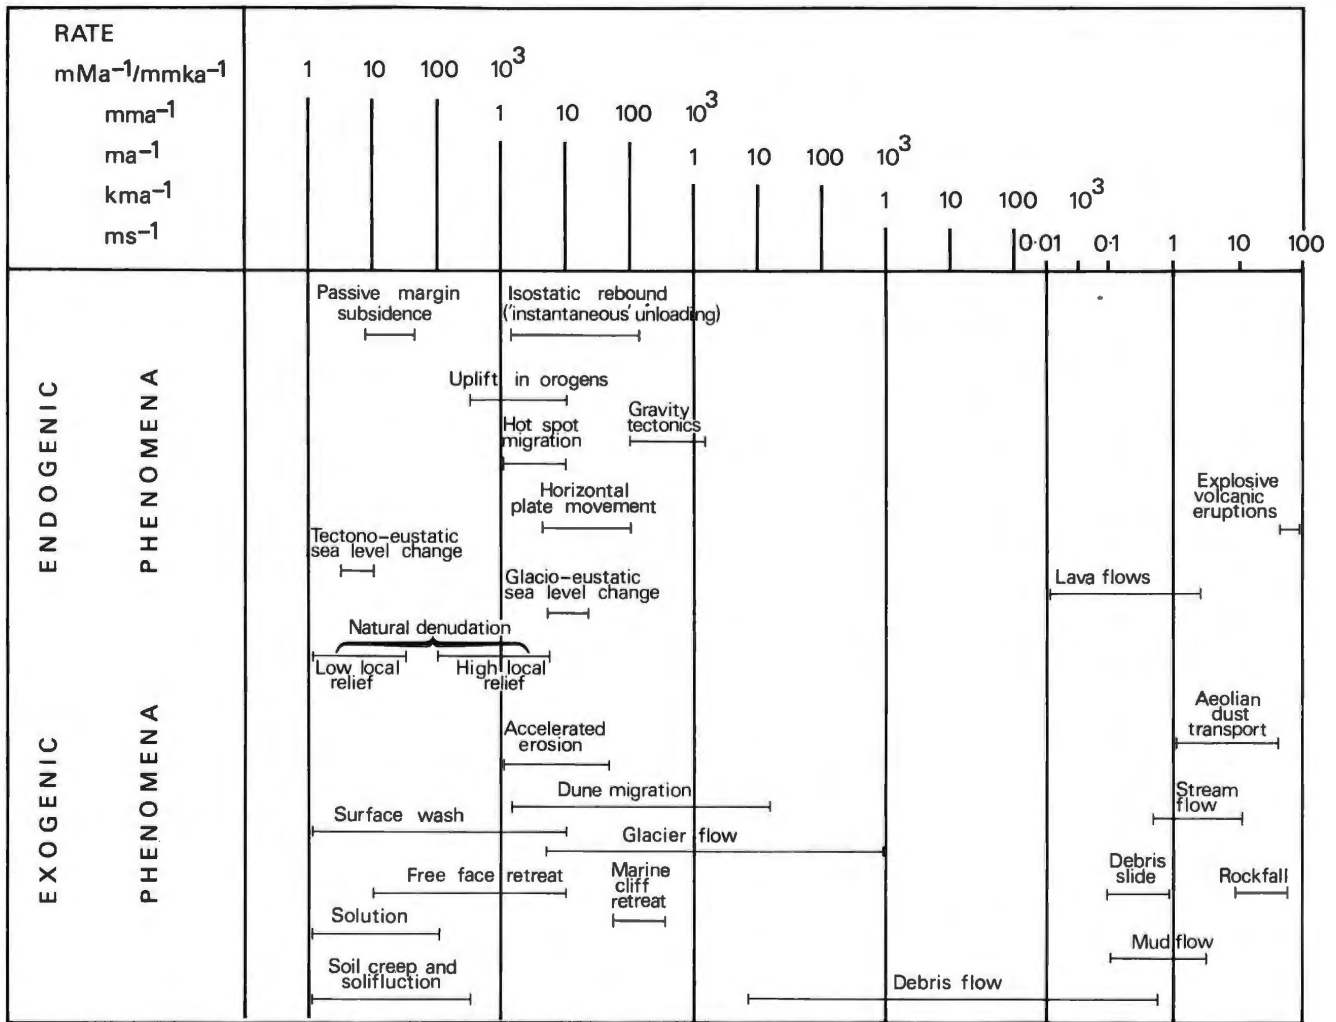 RATE
mMa⁻¹/mmka⁻¹ 1 10 100 10³
mma⁻¹ 1 10 100 10³
ma⁻¹ 1 10 100 10³
kma⁻¹ 1 10 100 10³
ms⁻¹ 0·01 0·1 1 10 100
ENDOGENIC
PHENOMENA
Passive margin
subsidence
Isostatic rebound
('instantaneous' unloading)
Uplift in orogens
Gravity
tectonics
Hot spot
migration
Horizontal
plate movement
Explosive
volcanic
eruptions
Tectono-eustatic
sea level change
Glacio-eustatic
sea level change
Lava flows
EXOGENIC
PHENOMENA
Natural denudation
Low local
relief
High local
relief
Aeolian
dust
transport
Accelerated
erosion
Dune migration
Stream
flow
Surface wash
Glacier flow
Free face retreat
Marine
cliff
retreat
Debris
slide
Rockfall
Solution
Mud flow
Soil creep and
solifluction
Debris flow